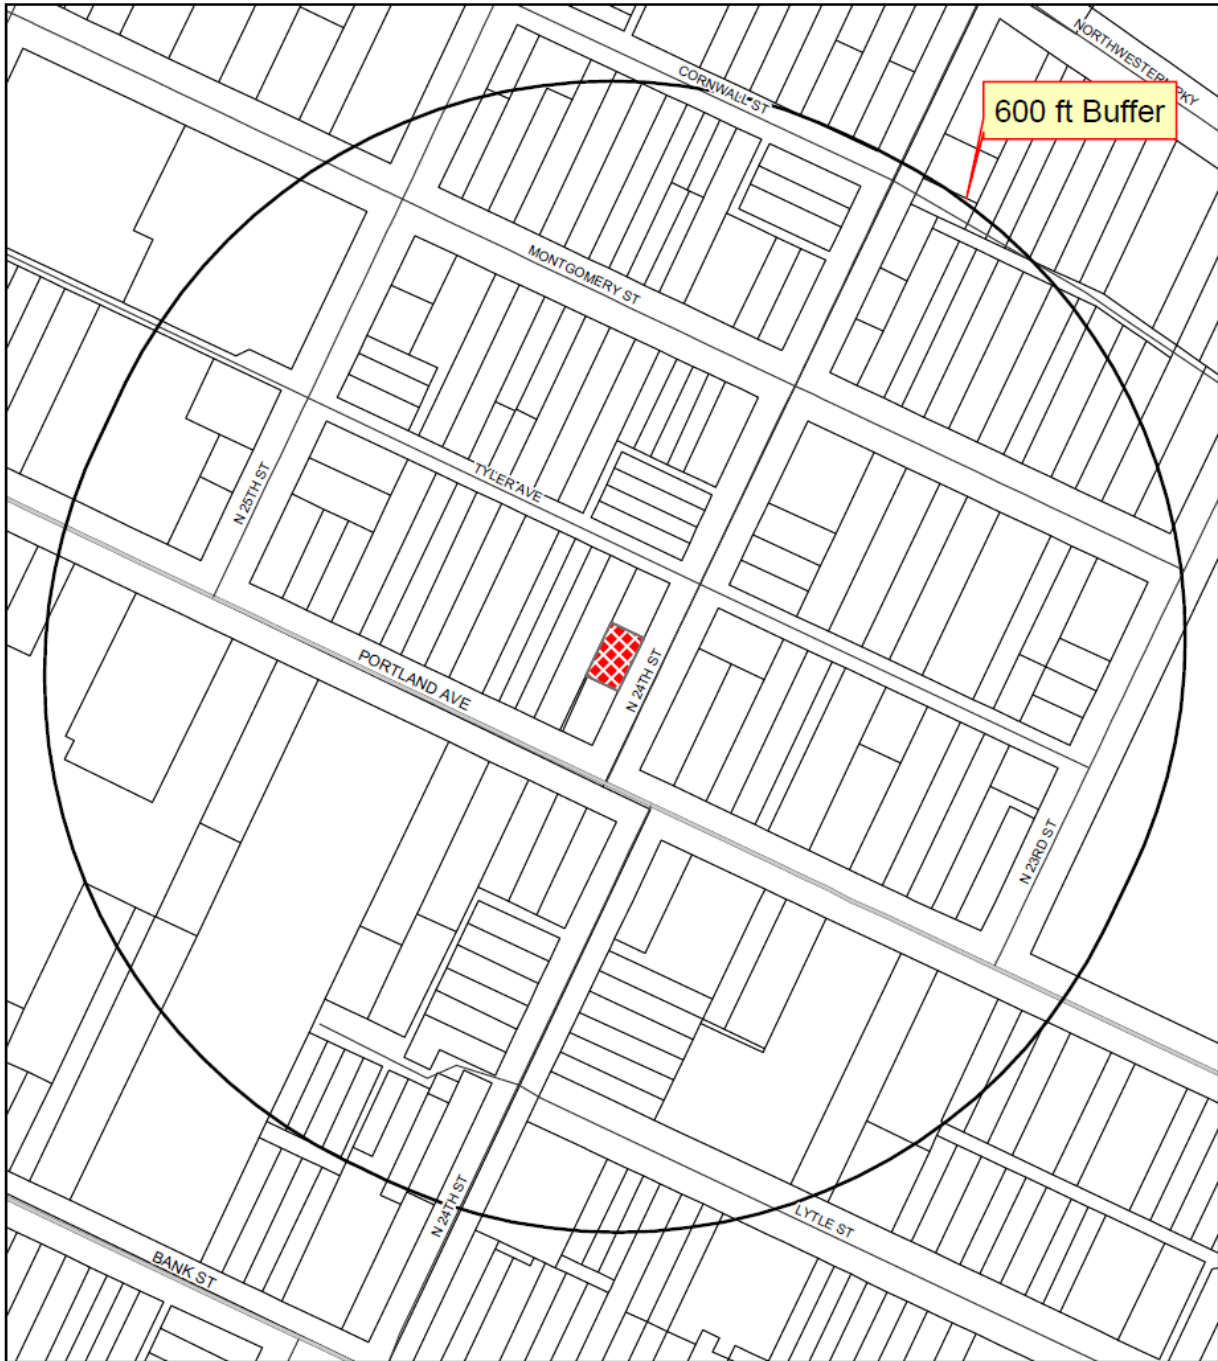 NORTHWESTERN PKY
CORNWALL ST
600 ft Buffer
MONTGOMERY ST
TYLER AVE
N 25TH ST
PORTLAND AVE
N 24TH ST
N 23RD ST
N 24TH ST
LYTLE ST
BANK ST